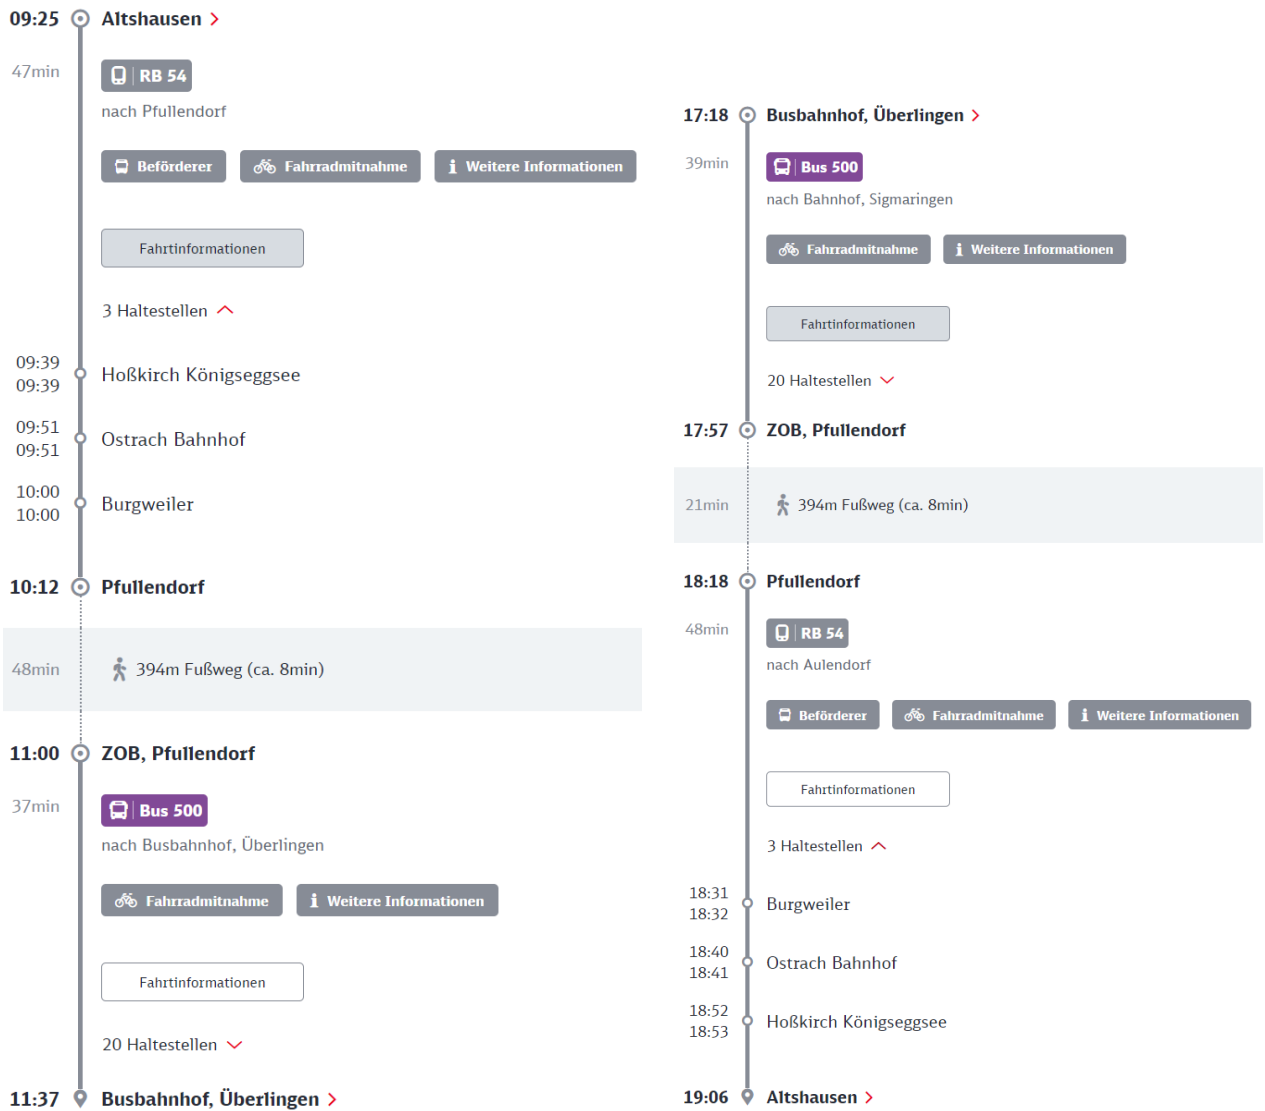 09:25 Altshausen
47min RB 54
nach Pfullendorf
Beförderer Fahrradmitnahme Weitere Informationen
Fahrtinformationen
3 Haltestellen
09:39
09:39
Hoßkirch Königseggsee
09:51
09:51
Ostrach Bahnhof
10:00
10:00
Burgweiler
10:12 Pfullendorf
48min 394m Fußweg (ca. 8min)
11:00 ZOB, Pfullendorf
37min Bus 500
nach Busbahnhof, Überlingen
Fahrradmitnahme Weitere Informationen
Fahrtinformationen
20 Haltestellen
11:37 Busbahnhof, Überlingen
17:18 Busbahnhof, Überlingen
39min Bus 500
nach Bahnhof, Sigmaringen
Fahrradmitnahme Weitere Informationen
Fahrtinformationen
20 Haltestellen
17:57 ZOB, Pfullendorf
21min 394m Fußweg (ca. 8min)
18:18 Pfullendorf
48min RB 54
nach Aulendorf
Beförderer Fahrradmitnahme Weitere Informationen
Fahrtinformationen
3 Haltestellen
18:31
18:32
Burgweiler
18:40
18:41
Ostrach Bahnhof
18:52
18:53
Hoßkirch Königseggsee
19:06 Altshausen